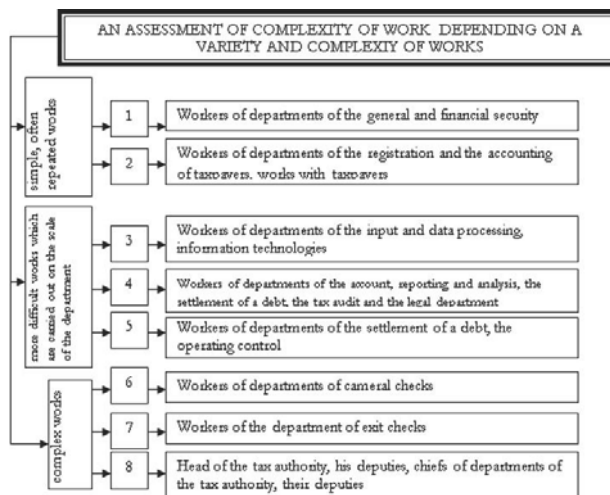 AN ASSESSMENT OF COMPLEXITY OF WORK DEPENDING ON A
VARIETY AND COMPLEXIY OF WORKS
simple, often
repeated works
1
Workers of departments of the general and financial security
2
Workers of departments of the registration and the accounting
of taxpayers, works with taxpayers
more difficult works which
are carried out on the scale
of the department
3
Workers of departments of the input and data processing,
information technologies
4
Workers of departments of the account, reporting and analysis, the
settlement of a debt, the tax audit and the legal department
5
Workers of departments of the settlement of a debt, the
operating control
complex works
6
Workers of departments of cameral checks
7
Workers of the department of exit checks
8
Head of the tax authority, his deputies, chiefs of departments of
the tax authority, their deputies